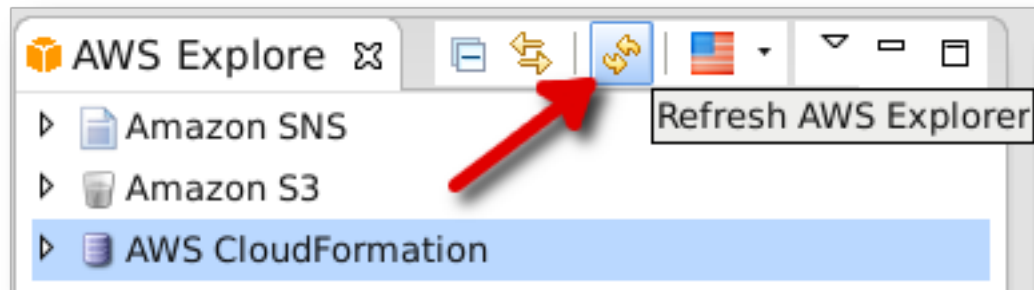 AWS Explore
Refresh AWS Explorer
Amazon SNS
Amazon S3
AWS CloudFormation